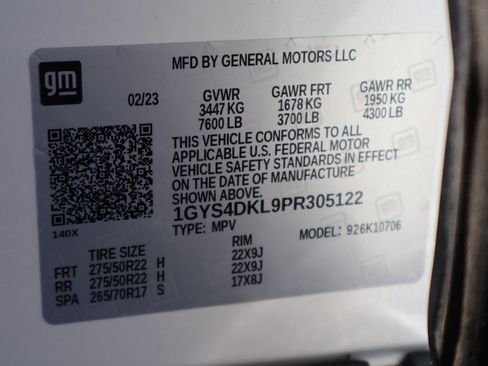 gm
MFD BY GENERAL MOTORS LLC
02/23 GVWR GAWR FRT GAWR RR
3447 KG 1678 KG 1950 KG
7600 LB 3700 LB 4300 LB
THIS VEHICLE CONFORMS TO ALL
APPLICABLE U.S. FEDERAL MOTOR
VEHICLE SAFETY STANDARDS IN EFFECT
ON THE DATE OF MANUFACTURE
SHOWN ABOVE.
1GYS4DKL9PR305122
140X
TYPE: MPV MODEL: 926K10706
TIRE SIZE RIM
FRT 275/50R22 H 22X9J
RR 275/50R22 H 22X9J
SPA 265/70R17 S 17X8J